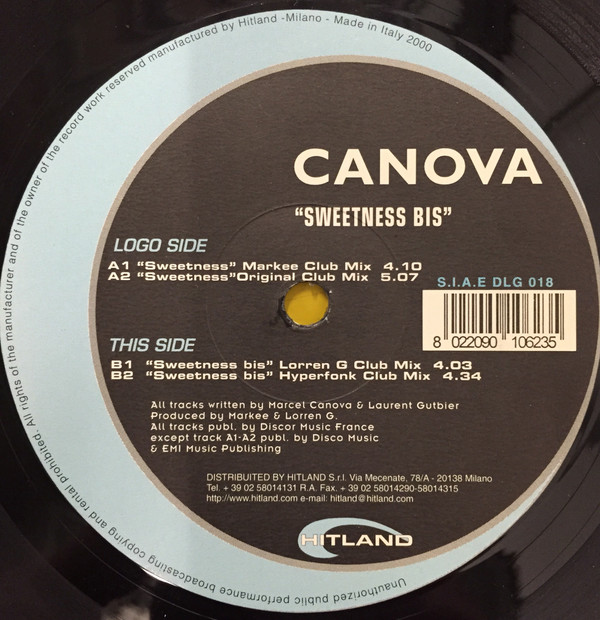 All rights of the manufacturer and of the owner of the record work reserved manufactured by Hitland -Milano - Made in Italy 2000
CANOVA
"SWEETNESS BIS"
LOGO SIDE
A1 "Sweetness" Markee Club Mix 4.10
A2 "Sweetness"Original Club Mix 5.07
S.I.A.E DLG 018
8 022090 106235
THIS SIDE
B1 "Sweetness bis" Lorren G Club Mix 4.03
B2 "Sweetness bis" Hyperfonk Club Mix 4.34
All tracks written by Marcel Canova & Laurent Gutbier
Produced by Markee & Lorren G.
All tracks publ. by Discor Music France
except track A1-A2 publ. by Disco Music
& EMI Music Publishing
DISTRIBUITED BY HITLAND S.r.l. Via Mecenate, 78/A - 20138 Milano
Tel. + 39 02 58014131 R.A. Fax. + 39 02 58014290-58014315
http://www.hitland.com e-mail: hitland@hitland.com
HITLAND
Unauthorized public performance broadcasting copying and rental prohibited.